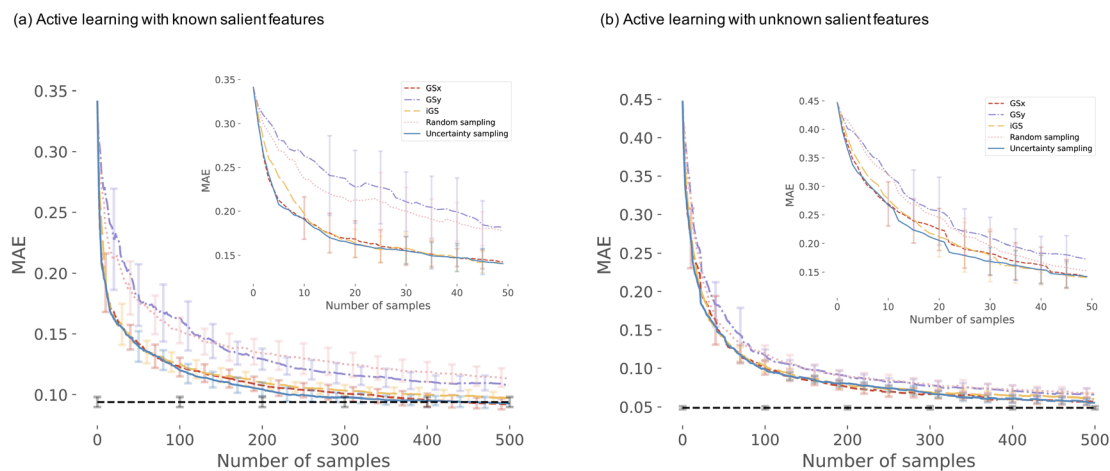 (a) Active learning with known salient features
(b) Active learning with unknown salient features
0.35
0.30
0.25
0.20
0.15
0.10
MAE
0
100
200
300
400
500
Number of samples
0.35
0.30
0.25
0.20
0.15
MAE
0
10
20
30
40
50
Number of samples
GSx
GSy
iGS
Random sampling
Uncertainty sampling
0.45
0.40
0.35
0.30
0.25
0.20
0.15
0.10
0.05
MAE
0
100
200
300
400
500
Number of samples
0.45
0.40
0.35
0.30
0.25
0.20
0.15
MAE
0
10
20
30
40
50
Number of samples
GSx
GSy
iGS
Random sampling
Uncertainty sampling